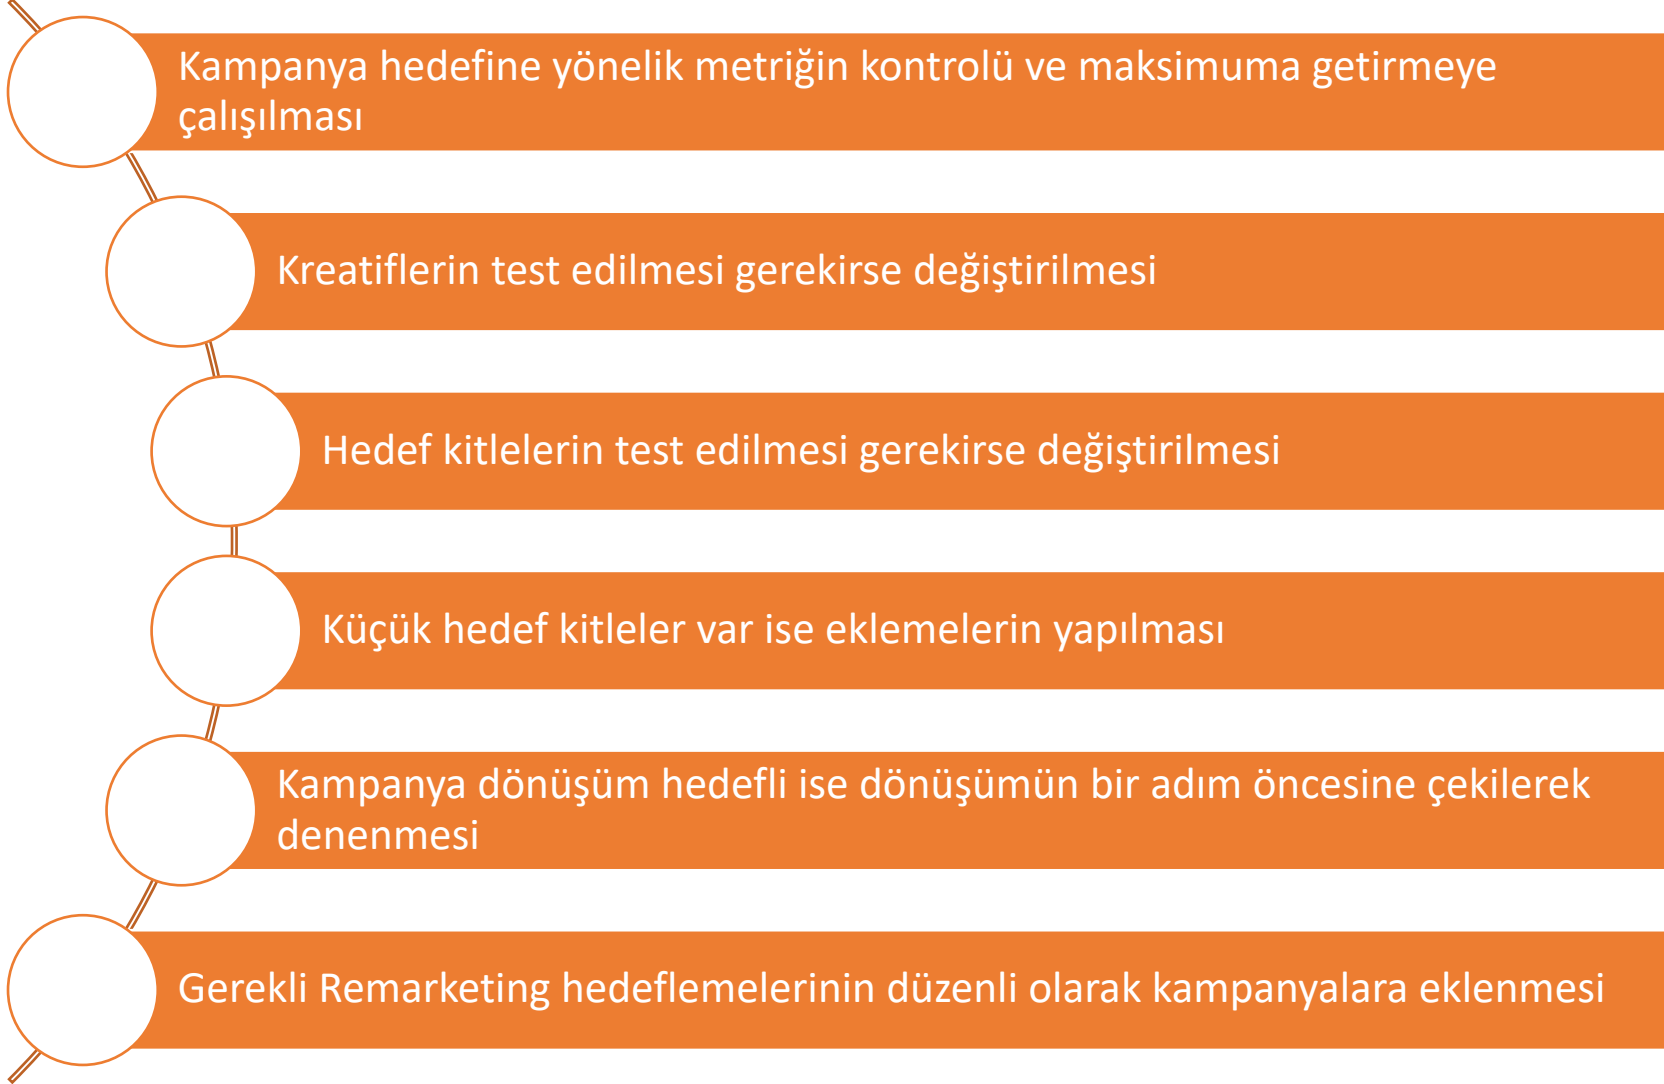 Kampanya hedefine yönelik metriğin kontrolü ve maksimuma getirmeye
çalışılması
Kreatiflerin test edilmesi gerekirse değiştirilmesi
Hedef kitlelerin test edilmesi gerekirse değiştirilmesi
Küçük hedef kitleler var ise eklemelerin yapılması
Kampanya dönüşüm hedefli ise dönüşümün bir adım öncesine çekilerek
denenmesi
Gerekli Remarketing hedeflemelerinin düzenli olarak kampanyalara eklenmesi